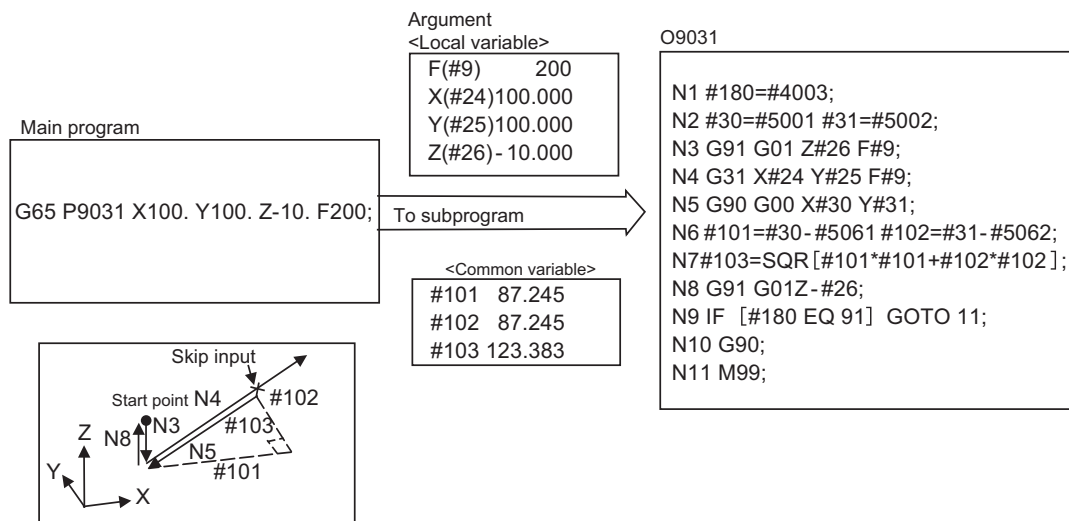 Main program
G65 P9031 X100. Y100. Z-10. F200;
Argument
<Local variable>
F(#9) 200
X(#24)100.000
Y(#25)100.000
Z(#26)-10.000
To subprogram
<Common variable>
#101 87.245
#102 87.245
#103 123.383
O9031
N1 #180=#4003;
N2 #30=#5001 #31=#5002;
N3 G91 G01 Z#26 F#9;
N4 G31 X#24 Y#25 F#9;
N5 G90 G00 X#30 Y#31;
N6 #101=#30-#5061 #102=#31-#5062;
N7#103=SQR[#101*#101+#102*#102];
N8 G91 G01Z-#26;
N9 IF [#180 EQ 91] GOTO 11;
N10 G90;
N11 M99;
Skip input
Start point N4
#102
N3
#103
N8
N5
#101
Z
Y
X